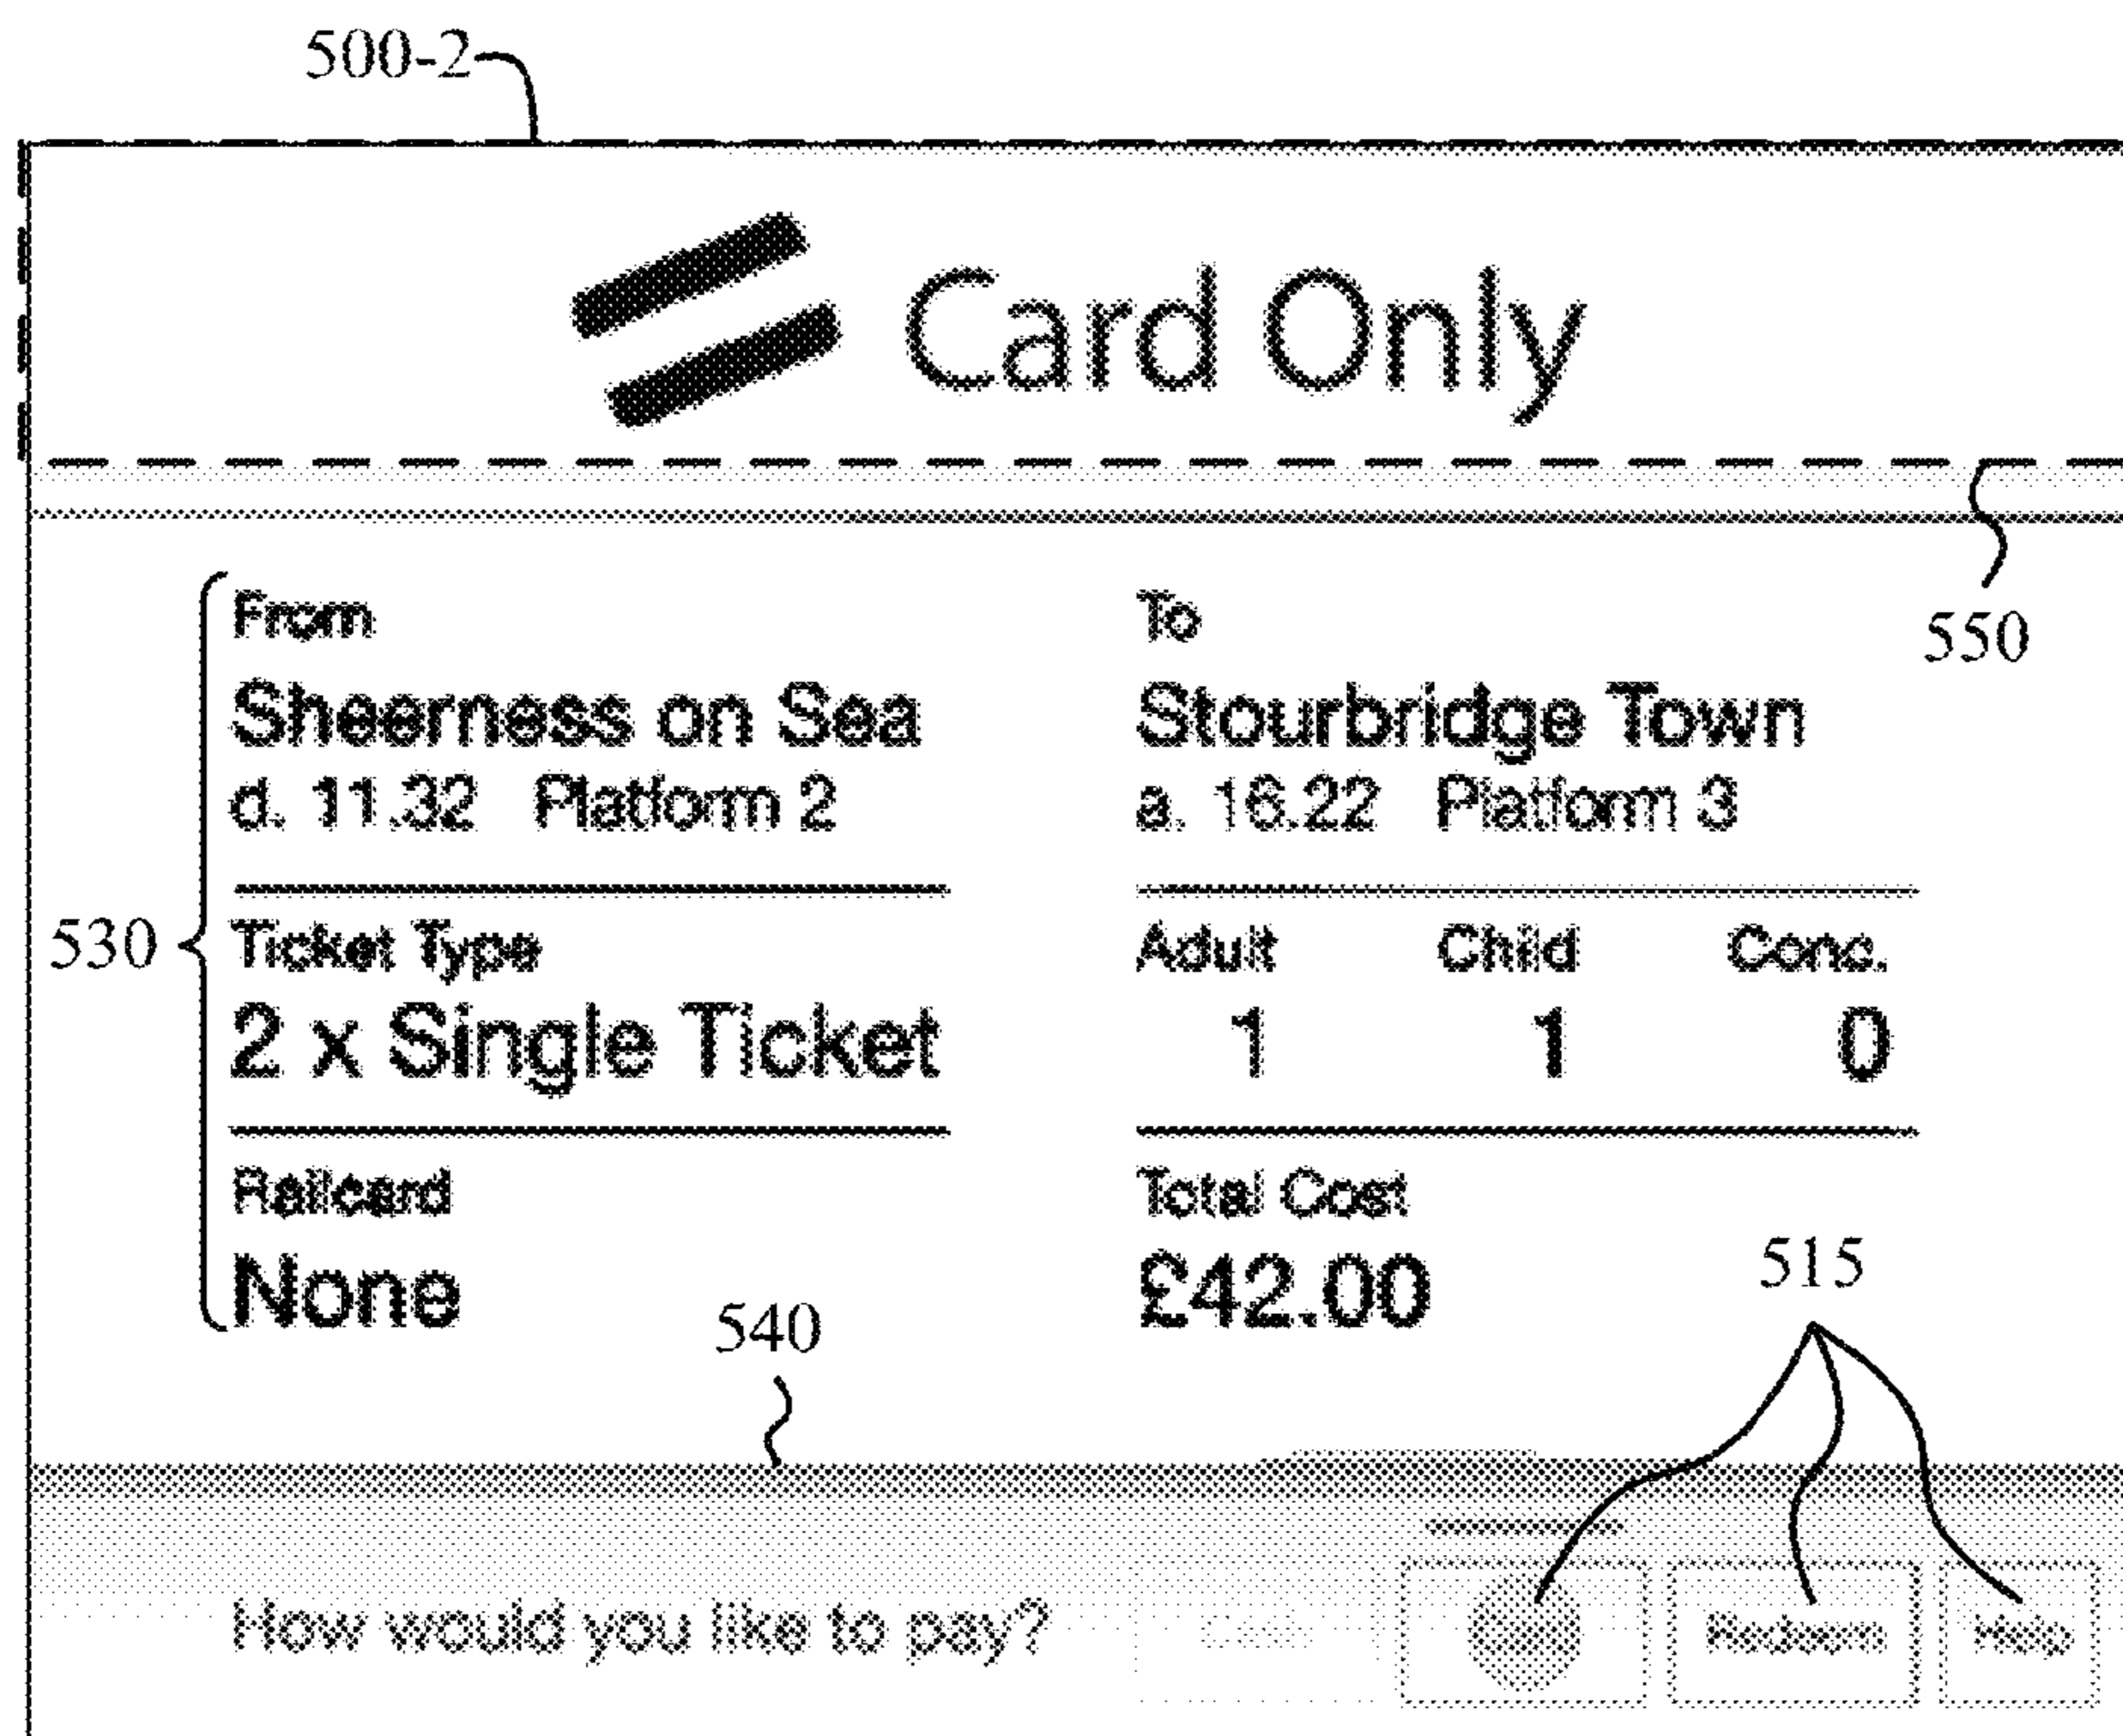 500-2
Card Only
550
From To
Sheerness on Sea Stourbridge Town
d. 11.32 Platform 2 a. 16.22 Platform 3
530
Ticket Type Adult Child Conc.
2 x Single Ticket 1 1 0
Railcard Total Cost
None £42.00
515
540
How would you like to pay? Redeem Help